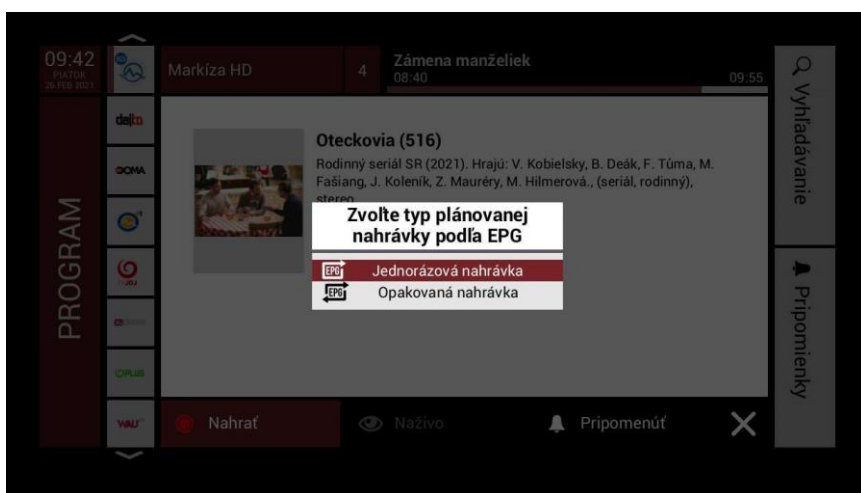 09:42
PIATOK
26 FEB 2021
Markíza HD
4
Zámena manželiek
08:40
09:55
Vyhľadávanie
Pripomienky
PROGRAM
dajto
DOMA
JOJ
PLUS
WAU
Oteckovia (516)
Rodinný seriál SR (2021). Hrajú: V. Kobielsky, B. Deák, F. Tůma, M.
Fašiang, J. Koleník, Z. Mauréry, M. Hilmerová., (seriál, rodinný),
stereo
Zvoľte typ plánovanej
nahrávky podľa EPG
EPG Jednorázová nahrávka
EPG Opakovaná nahrávka
Nahrať
Naživo
Pripomenúť